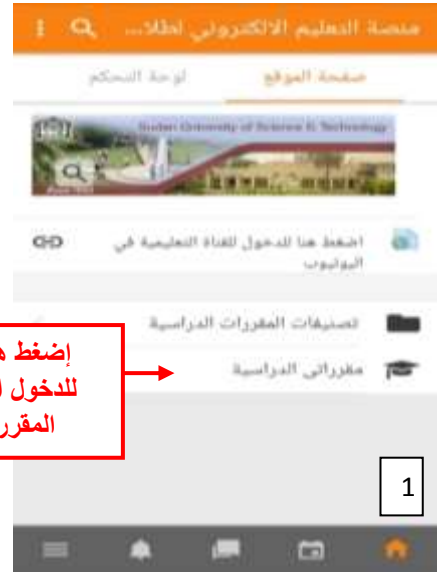 منصة التعليم الالكتروني لطلا...
صفحة الموقع
لوحة التحكم
Sudan University of Science & Technology
اضغط هنا للدخول للقناة التعليمية في
اليوتيوب
تصنيفات المقررات الدراسية
مقرراتي الدراسية
إضغط
للدخول
المقرر
1